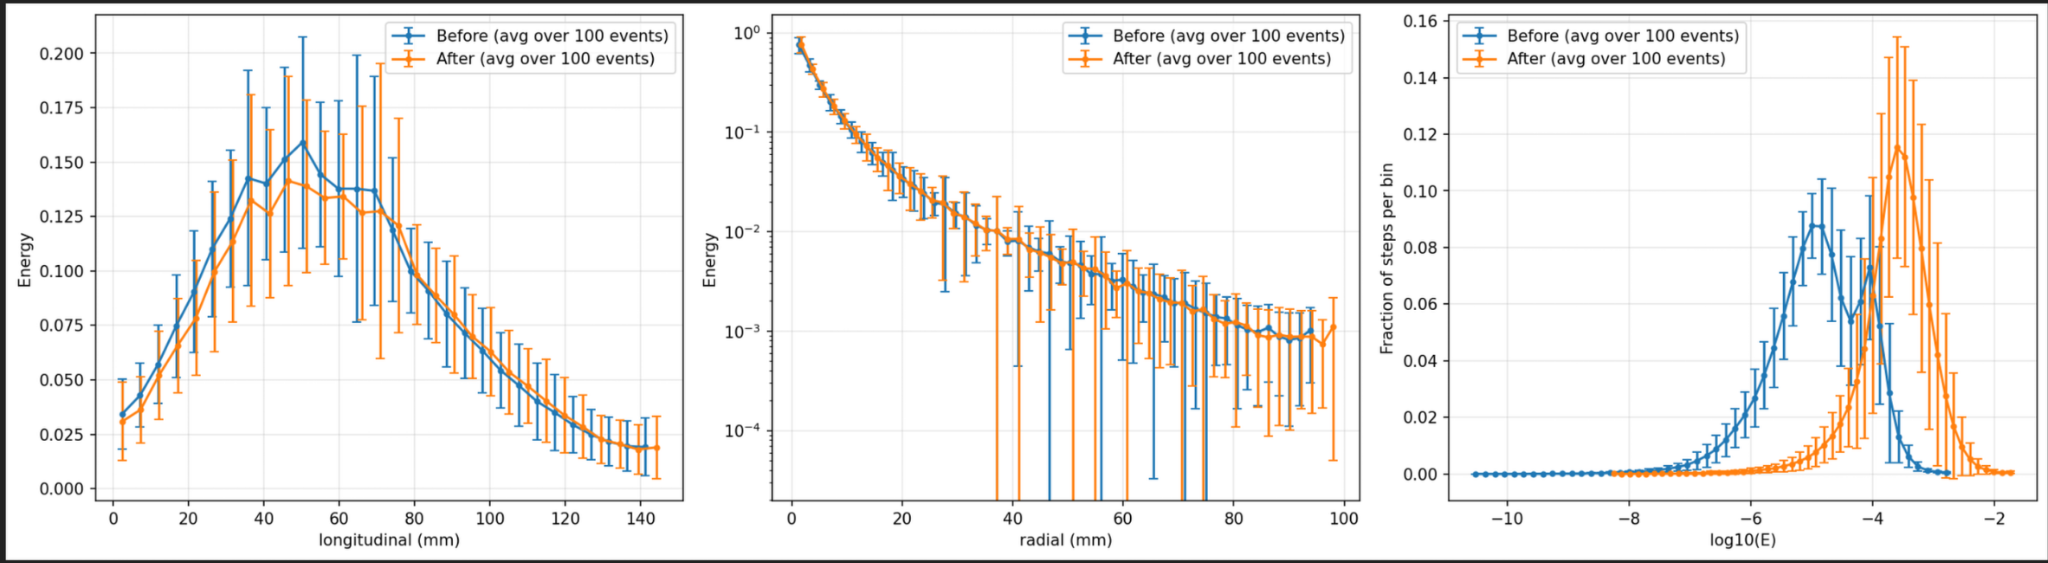 Before (avg over 100 events)
After (avg over 100 events)
0.200
0.175
0.150
0.125
0.100
0.075
0.050
0.025
0.000
Energy
0 20 40 60 80 100 120 140
longitudinal (mm)
Before (avg over 100 events)
After (avg over 100 events)
10⁰
10⁻¹
10⁻²
10⁻³
10⁻⁴
Energy
0 20 40 60 80 100
radial (mm)
Before (avg over 100 events)
After (avg over 100 events)
0.16
0.14
0.12
0.10
0.08
0.06
0.04
0.02
0.00
Fraction of steps per bin
−10 −8 −6 −4 −2
log10(E)